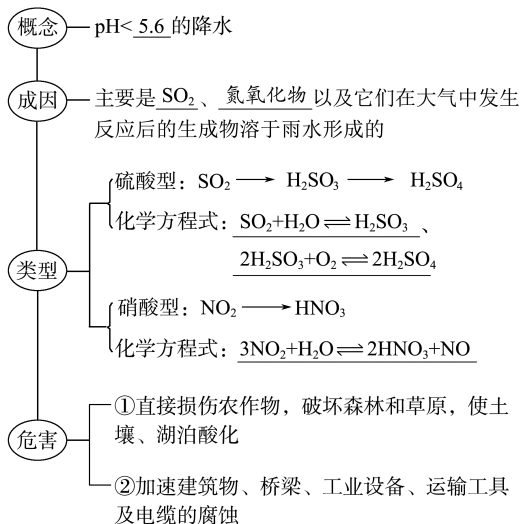 概念 pH<5.6的降水
成因 主要是SO₂、氮氧化物以及它们在大气中发生
反应后的生成物溶于雨水形成的
硫酸型：SO₂⟶H₂SO₃⟶H₂SO₄
化学方程式：SO₂+H₂O⇌H₂SO₃、
2H₂SO₃+O₂⇌2H₂SO₄
类型
硝酸型：NO₂⟶HNO₃
化学方程式：3NO₂+H₂O⇌2HNO₃+NO
①直接损伤农作物，破坏森林和草原，使土
壤、湖泊酸化
危害
②加速建筑物、桥梁、工业设备、运输工具
及电缆的腐蚀